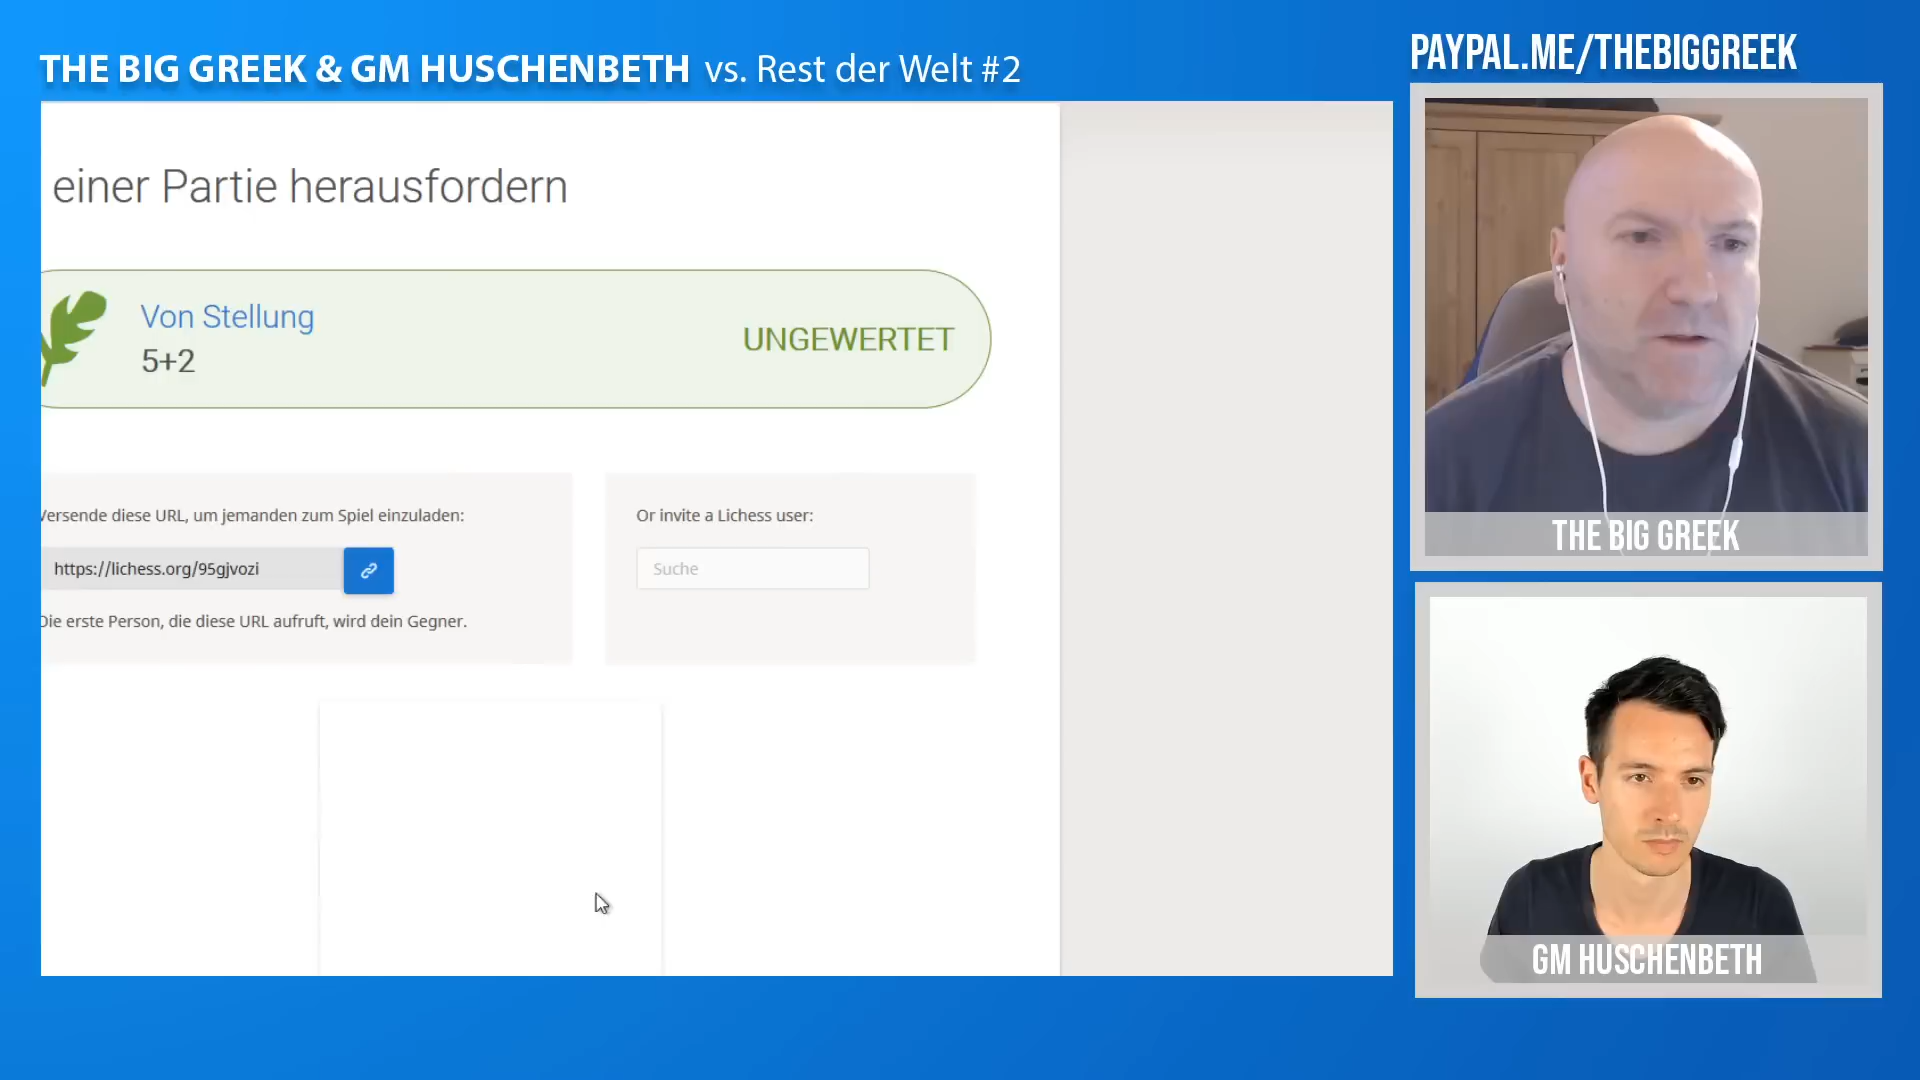 THE BIG GREEK & GM HUSCHENBETH vs. Rest der Welt #2
PAYPAL.ME/THEBIGGREEK
einer Partie herausfordern
Von Stellung
5+2
UNGEWERTET
Versende diese URL, um jemanden zum Spiel einzuladen:
https://lichess.org/95gjvozi
Die erste Person, die diese URL aufruft, wird dein Gegner.
Or invite a Lichess user:
Suche
THE BIG GREEK
GM HUSCHENBETH